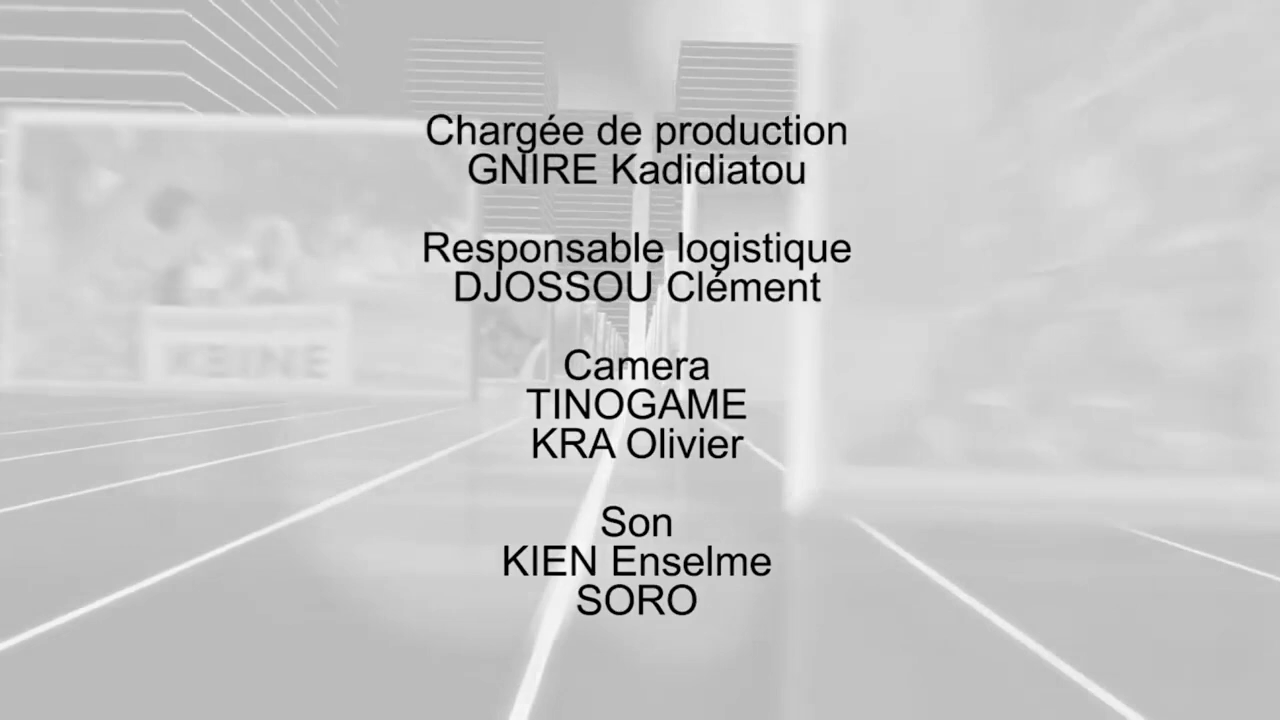 Chargée de production
GNIRE Kadidiatou
Responsable logistique
DJOSSOU Clément
Camera
TINOGAME
KRA Olivier
Son
KIEN Enselme
SORO